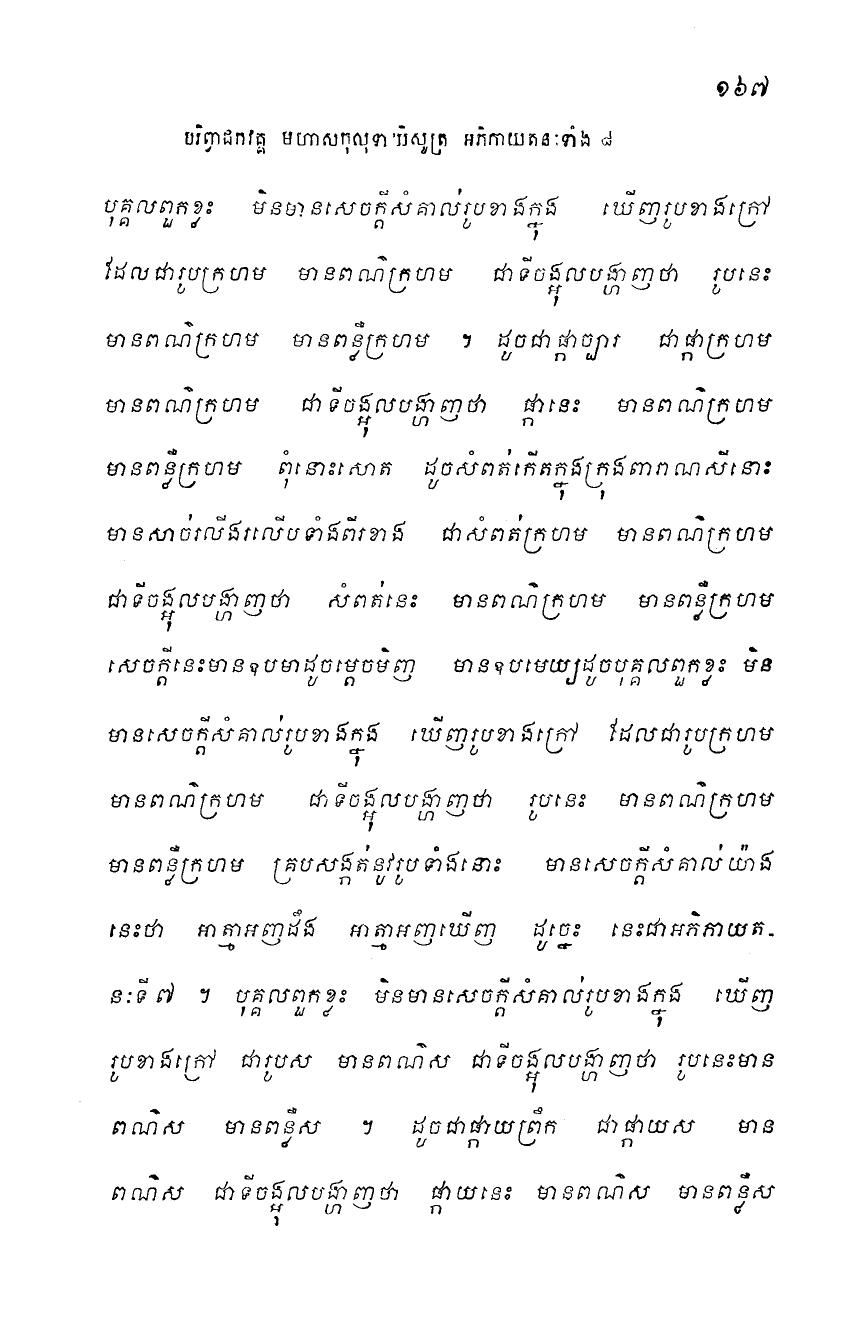 ១៦៧
បរិព្វាជកវគ្គ មហាសកុលុទាយិសូត្រ អភិភាយតនៈទាំង ៨
បុគ្គលពួកខ្លះ មិនមានសេចក្តីសំគាល់រូបខាងក្នុង ឃើញរូបខាងក្រៅ
ដែលជារូបក្រហម មានពណ៌ក្រហម ជាទីចង្អុលបង្ហាញថា រូបនេះ
មានពណ៌ក្រហម មានពន្លឺក្រហម ។ ដូចជាផ្កាច្បារ ជាផ្កាក្រហម
មានពណ៌ក្រហម ជាទីចង្អុលបង្ហាញថា ផ្កានេះ មានពណ៌ក្រហម
មានពន្លឺក្រហម ពុំនោះសោត ដូចសំពត់កើតក្នុងក្រុងពារាណសីនោះ
មានសាច់រលីងរលើបទាំងពីរខាង ជាសំពត់ក្រហម មានពណ៌ក្រហម
ជាទីចង្អុលបង្ហាញថា សំពត់នេះ មានពណ៌ក្រហម មានពន្លឺក្រហម
សេចក្តីនេះមានឧបមាដូចម្តេចមិញ មានឧបមេយ្យដូចបុគ្គលពួកខ្លះ មិន
មានសេចក្តីសំគាល់រូបខាងក្នុង ឃើញរូបខាងក្រៅ ដែលជារូបក្រហម
មានពណ៌ក្រហម ជាទីចង្អុលបង្ហាញថា រូបនេះ មានពណ៌ក្រហម
មានពន្លឺក្រហម គ្របសង្កត់នូវរូបទាំងនោះ មានសេចក្តីសំគាល់យ៉ាង
នេះថា អាត្មាអញដឹង អាត្មាអញឃើញ ដូច្នេះ នេះជាអភិភាយត-
នៈទី៧ ។ បុគ្គលពួកខ្លះ មិនមានសេចក្តីសំគាល់រូបខាងក្នុង ឃើញ
រូបខាងក្រៅ ជារូបស មានពណ៌ស ជាទីចង្អុលបង្ហាញថា រូបនេះមាន
ពណ៌ស មានពន្លឺស ។ ដូចជាផ្កាយព្រឹក ជាផ្កាយស មាន
ពណ៌ស ជាទីចង្អុលបង្ហាញថា ផ្កាយនេះ មានពណ៌ស មានពន្លឺស